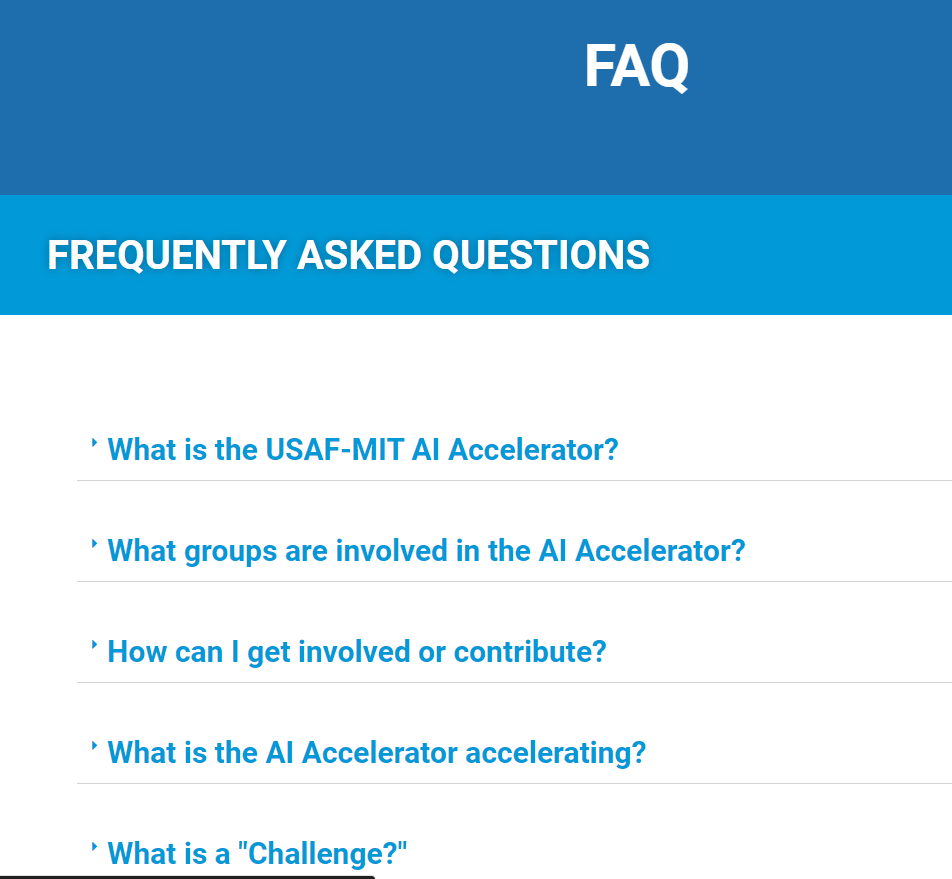 FAQ
FREQUENTLY ASKED QUESTIONS
What is the USAF-MIT AI Accelerator?
What groups are involved in the AI Accelerator?
How can I get involved or contribute?
What is the AI Accelerator accelerating?
What is a "Challenge?"